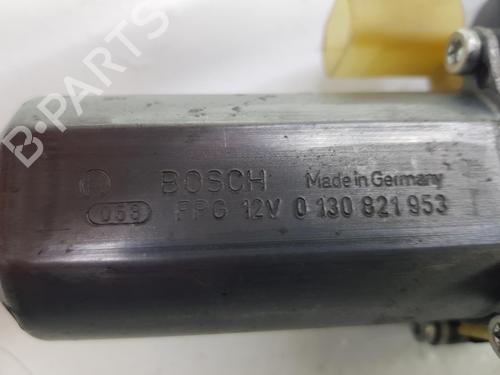 B-PARTS
BOSCH Made in Germany
058 FPG 12V 0 130 821 953